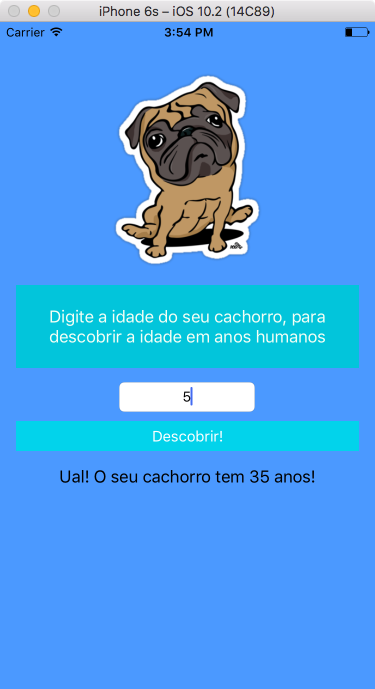 iPhone 6s – iOS 10.2 (14C89)
Carrier 3:54 PM
Digite a idade do seu cachorro, para
descobrir a idade em anos humanos
5
Descobrir!
Ual! O seu cachorro tem 35 anos!